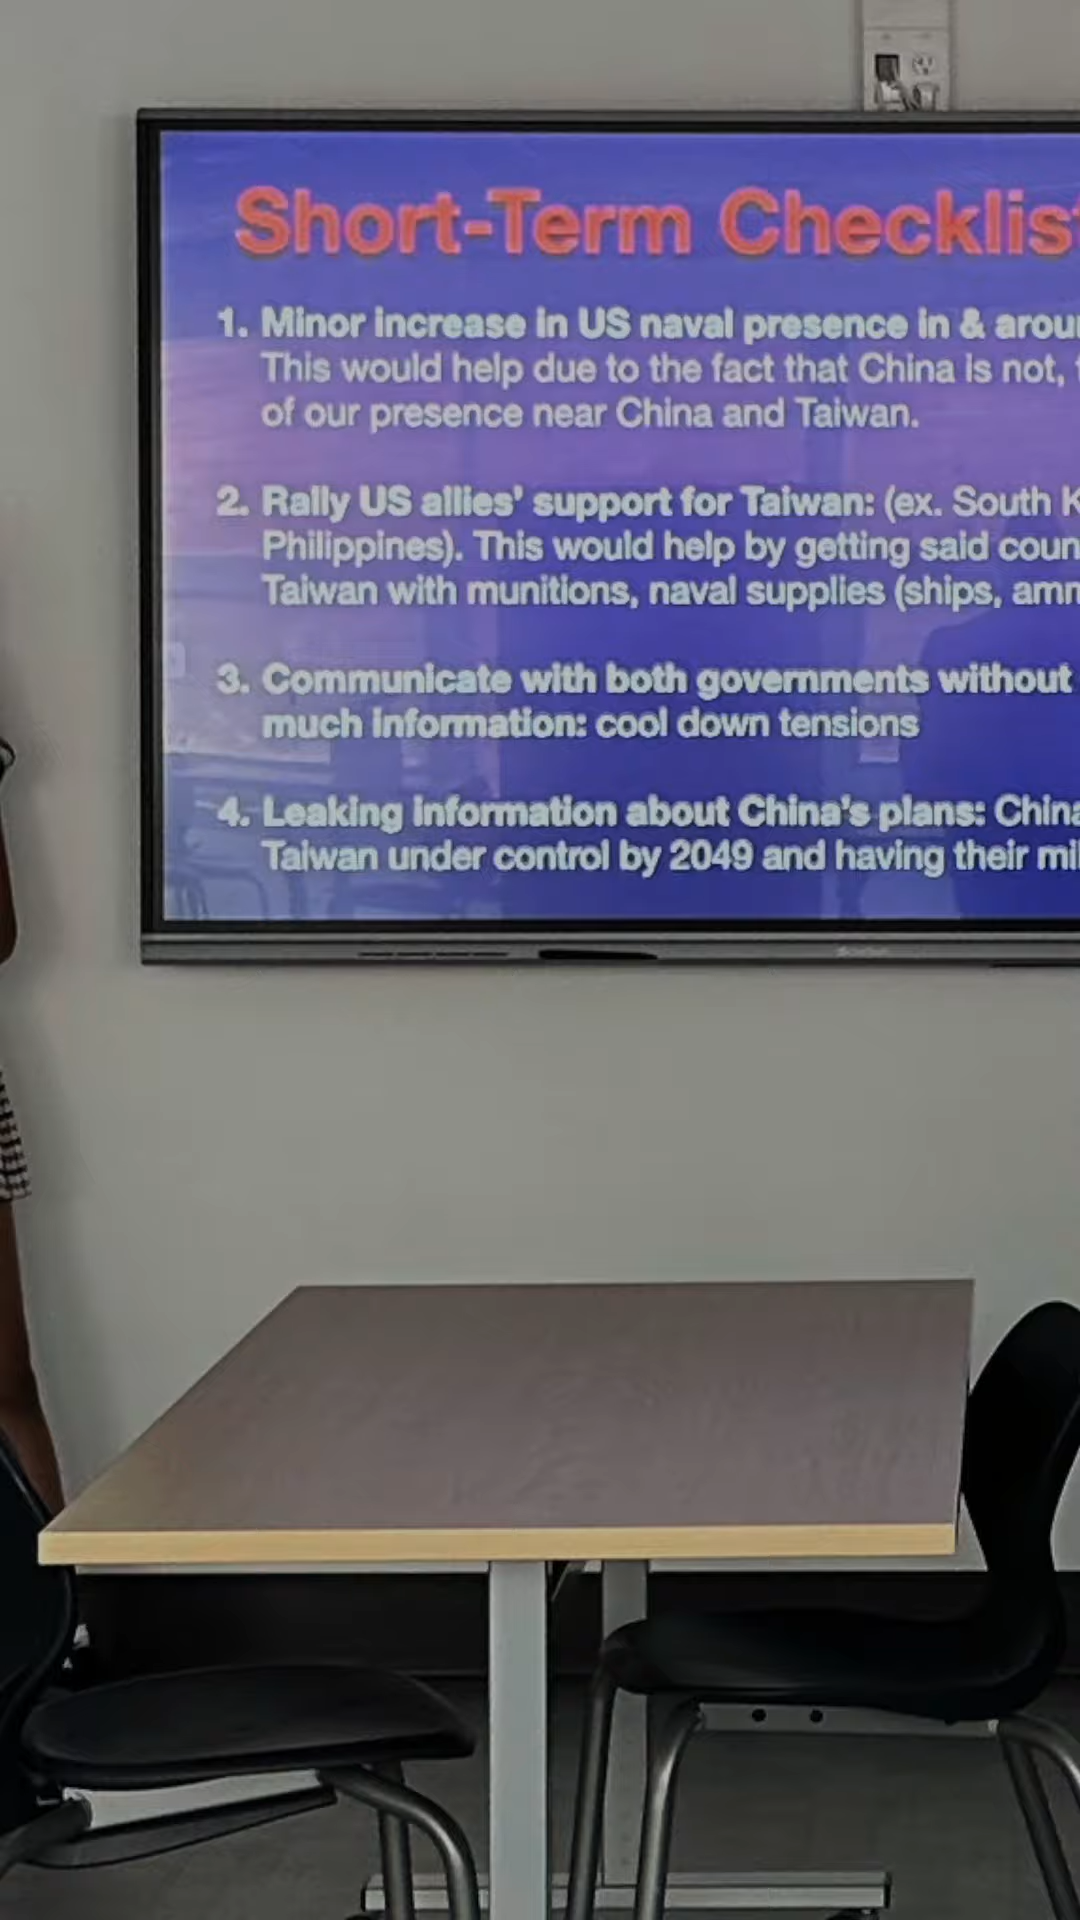 Short-Term Checklist
1. Minor increase in US naval presence in & arou
This would help due to the fact that China is not,
of our presence near China and Taiwan.
2. Rally US allies' support for Taiwan: (ex. South K
Philippines). This would help by getting said coun
Taiwan with munitions, naval supplies (ships, amm
3. Communicate with both governments without
much information: cool down tensions
4. Leaking information about China's plans: China
Taiwan under control by 2049 and having their mil